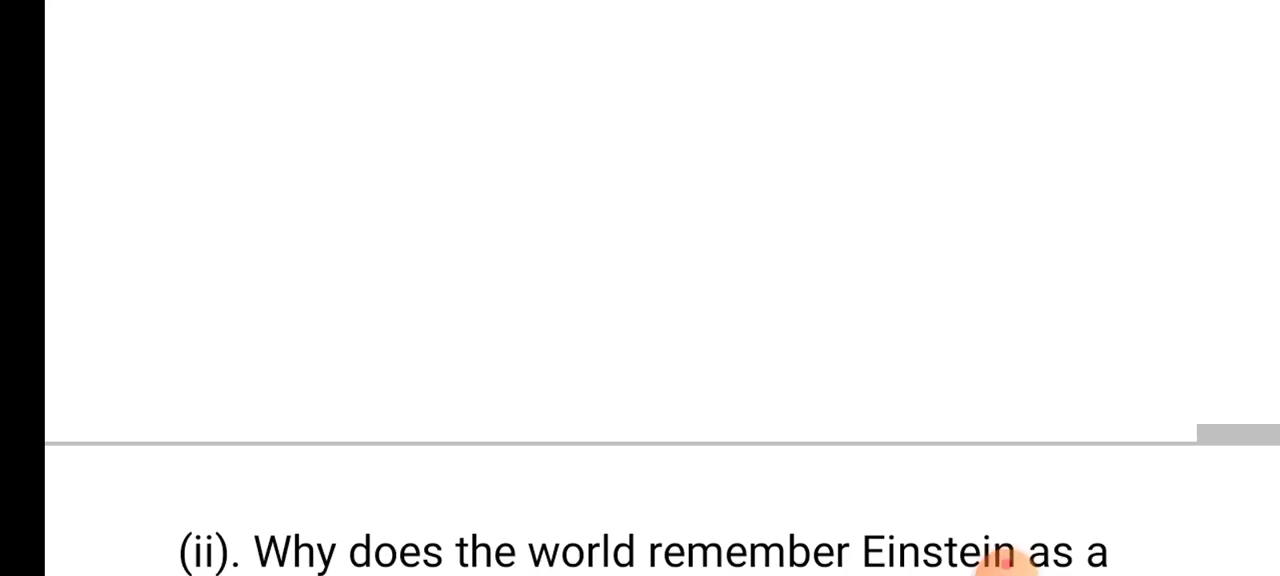 (ii). Why does the world remember Einstein as a